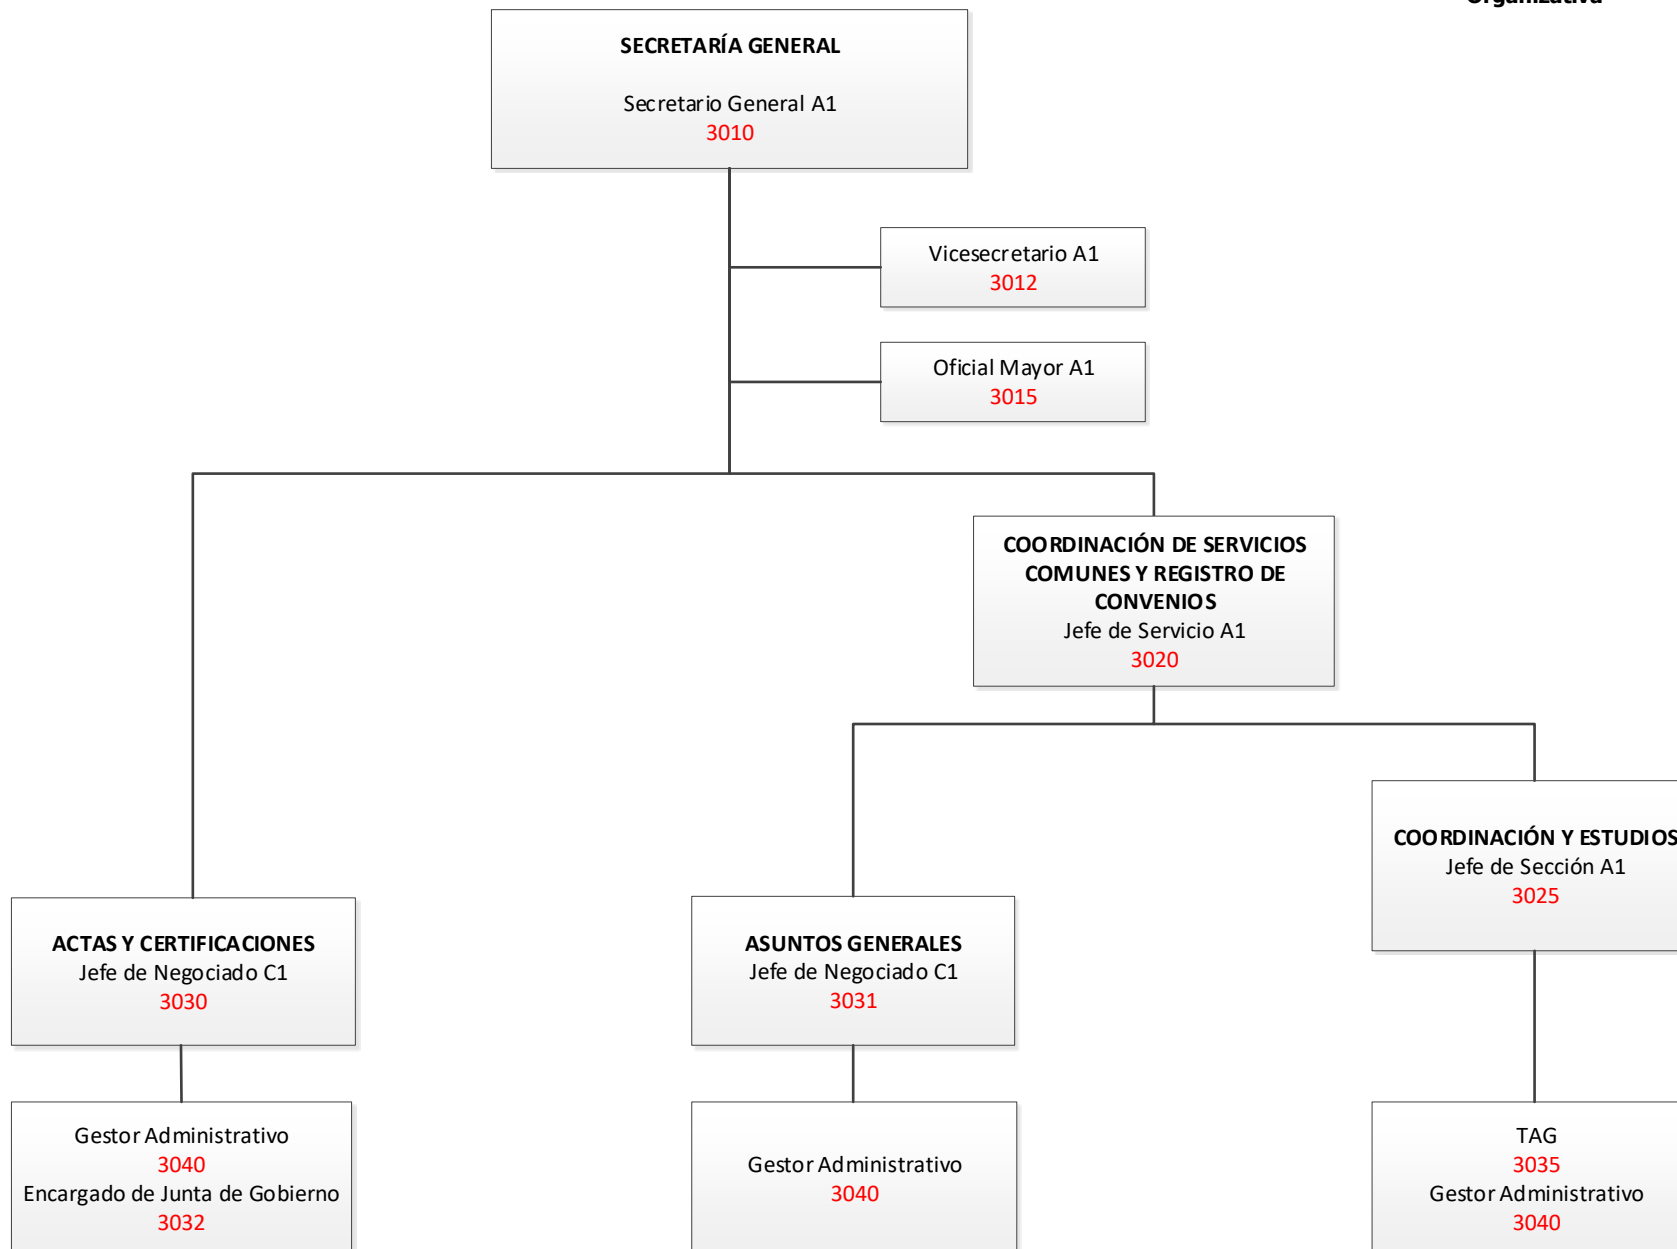 Organizativa
SECRETARÍA GENERAL
Secretario General A1
3010
Vicesecretario A1
3012
Oficial Mayor A1
3015
COORDINACIÓN DE SERVICIOS
COMUNES Y REGISTRO DE
CONVENIOS
Jefe de Servicio A1
3020
COORDINACIÓN Y ESTUDIOS
Jefe de Sección A1
3025
ACTAS Y CERTIFICACIONES
Jefe de Negociado C1
3030
ASUNTOS GENERALES
Jefe de Negociado C1
3031
Gestor Administrativo
3040
Encargado de Junta de Gobierno
3032
Gestor Administrativo
3040
TAG
3035
Gestor Administrativo
3040